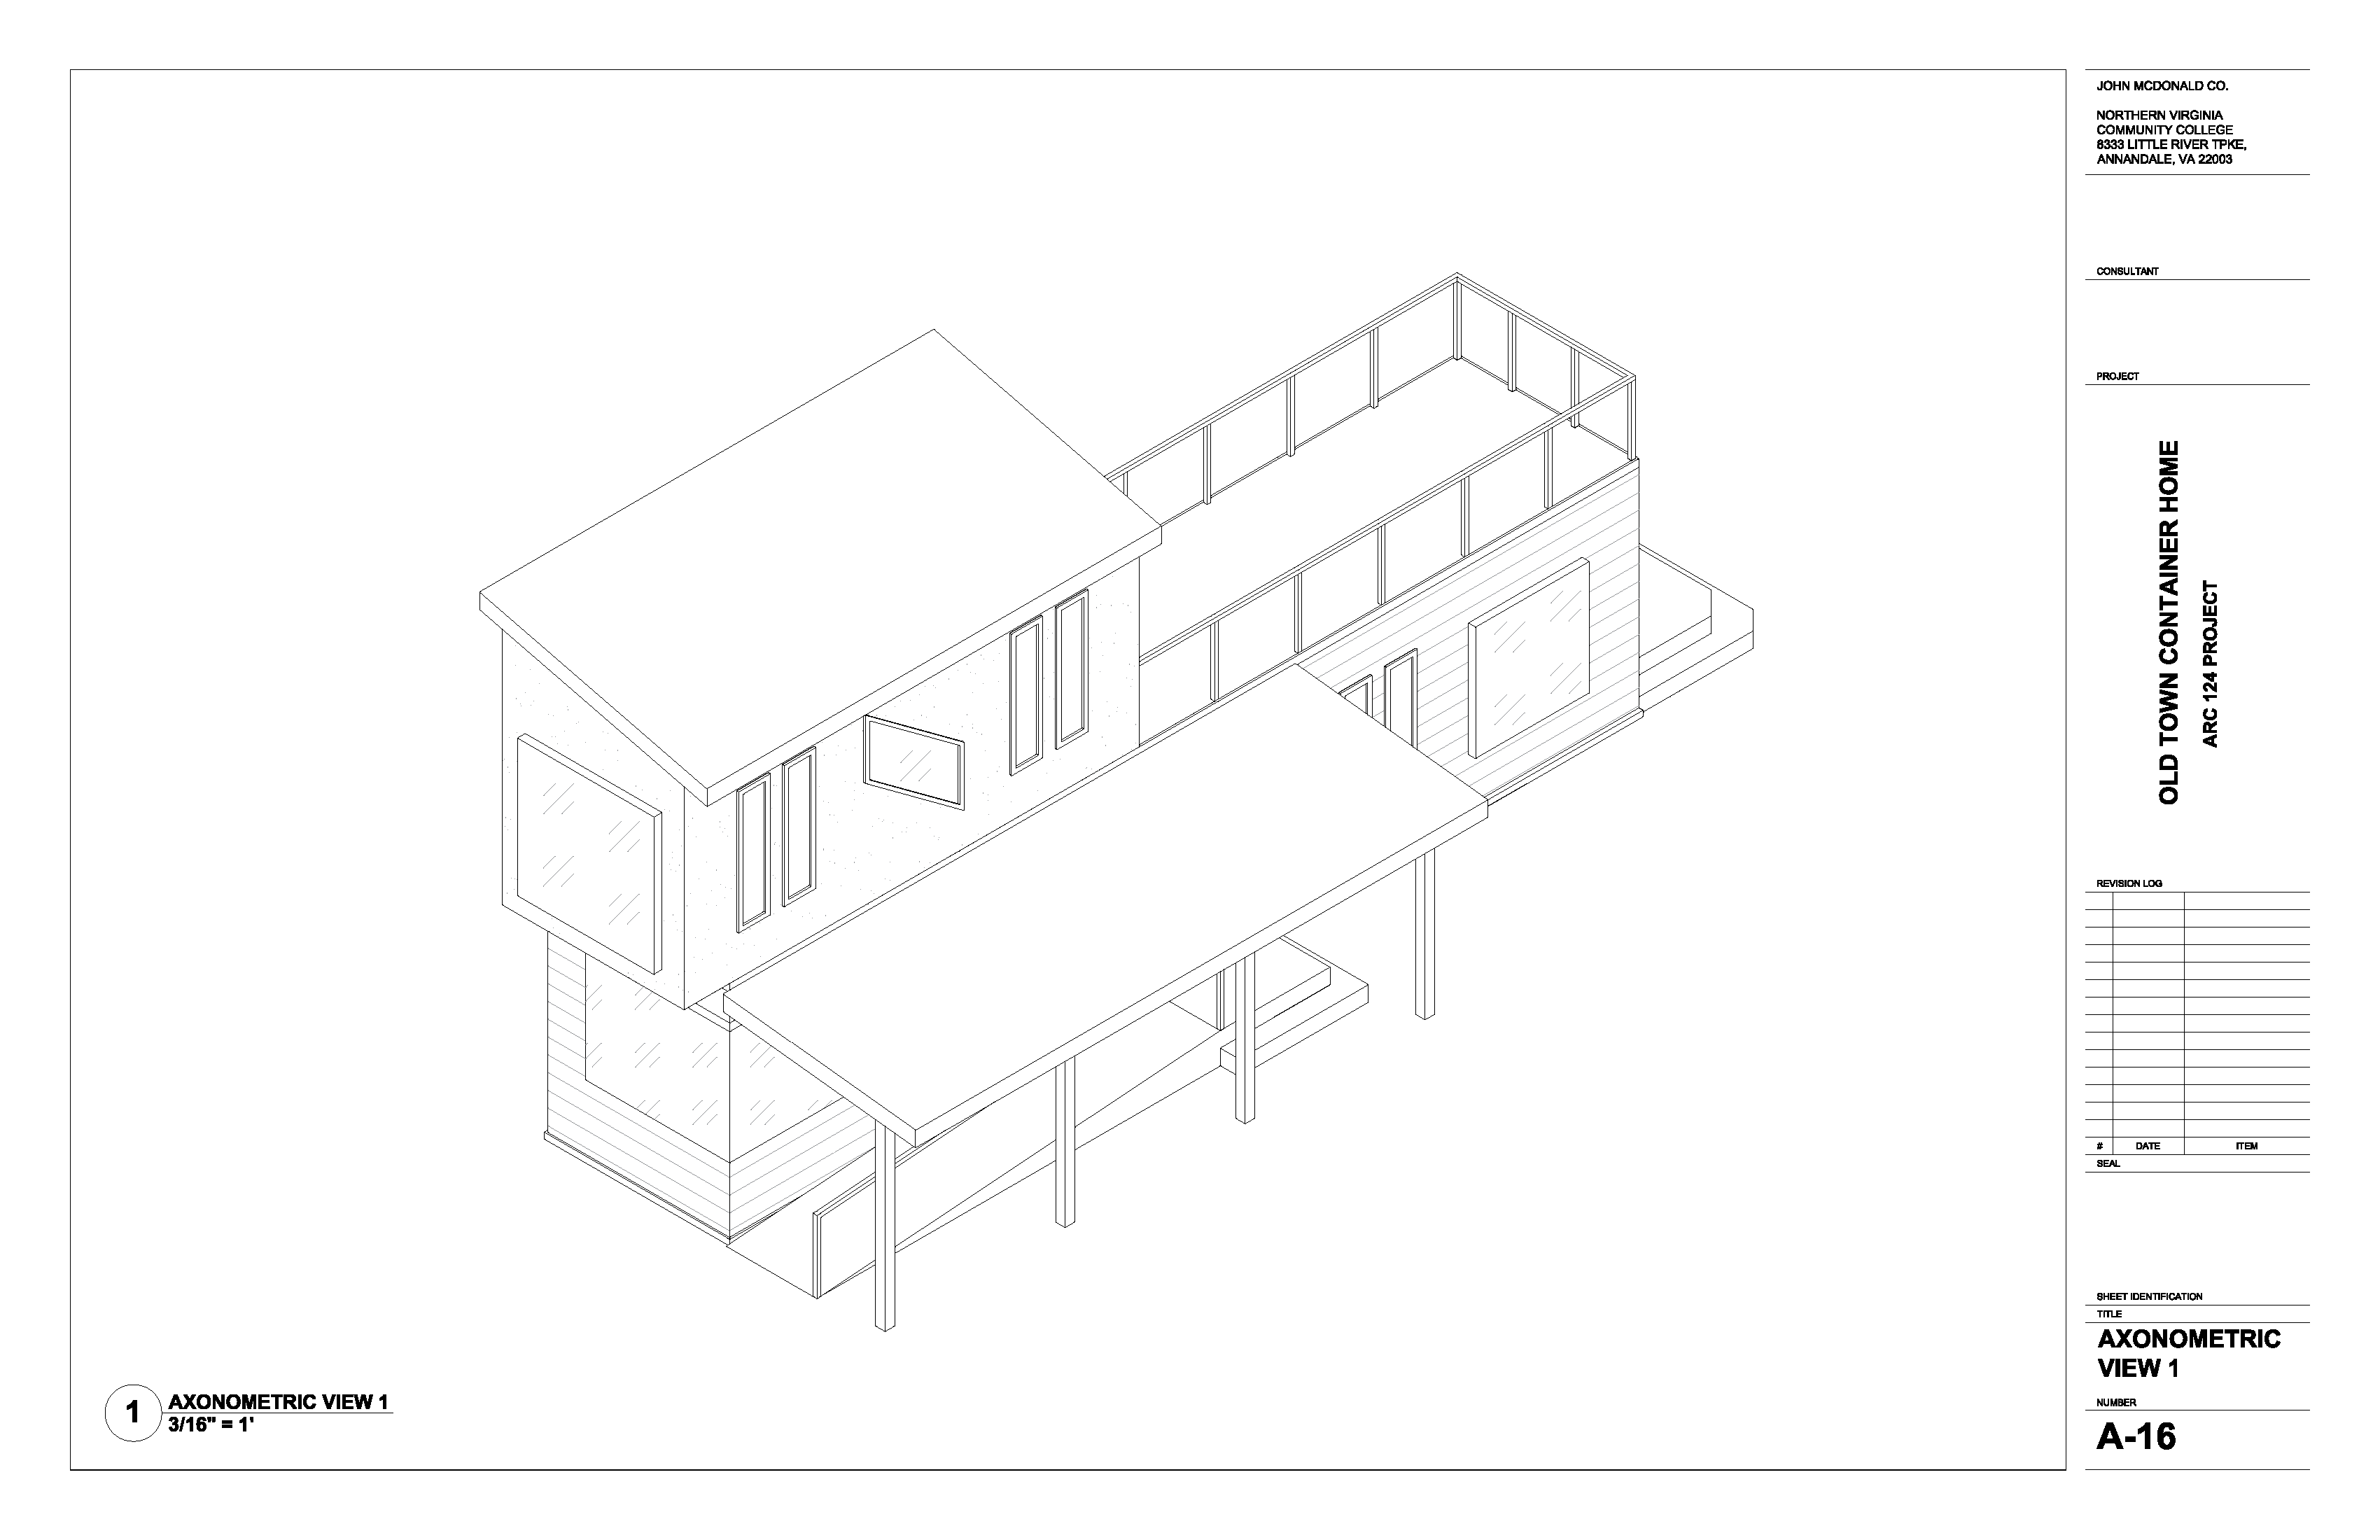 JOHN MCDONALD CO.
NORTHERN VIRGINIA
COMMUNITY COLLEGE
8333 LITTLE RIVER TPKE,
ANNANDALE, VA 22003
CONSULTANT
PROJECT
OLD TOWN CONTAINER HOME
ARC 124 PROJECT
REVISION LOG
# DATE ITEM
SEAL
SHEET IDENTIFICATION
TITLE
AXONOMETRIC
VIEW 1
NUMBER
A-16
1 AXONOMETRIC VIEW 1
3/16" = 1'